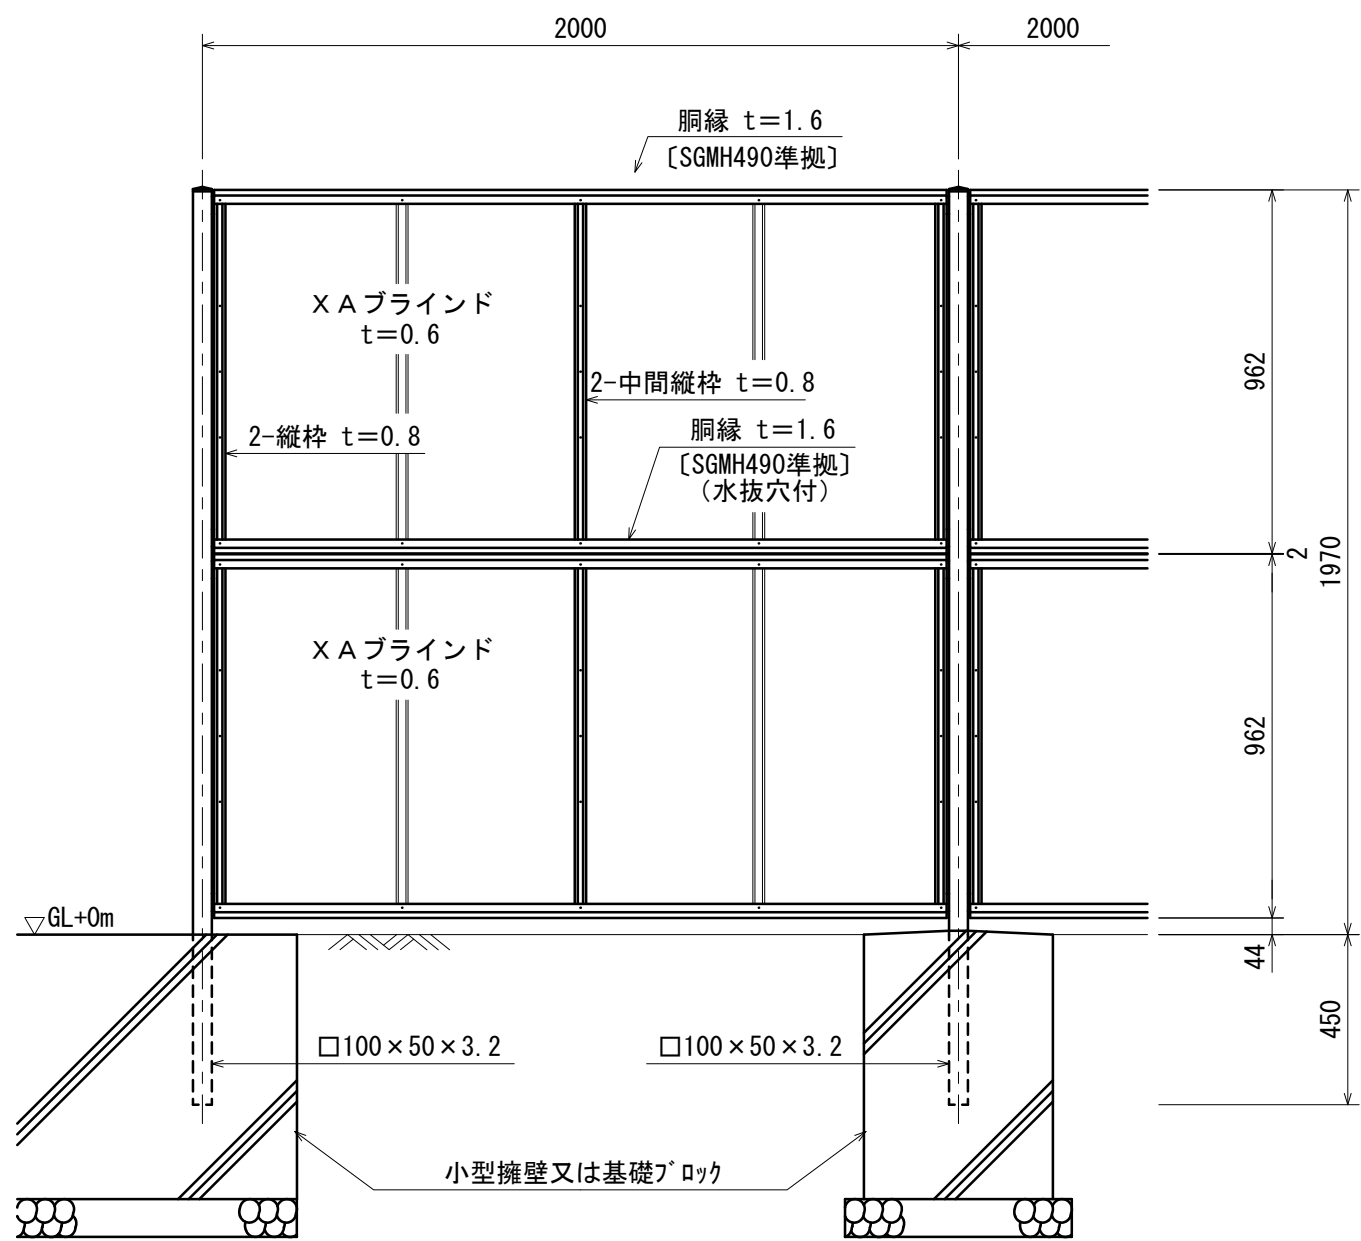 2000
2000
胴縁 t=1.6
〔SGMH490準拠〕
XAブラインド
t=0.6
962
2-中間縦枠 t=0.8
2-縦枠 t=0.8
胴縁 t=1.6
〔SGMH490準拠〕
(水抜穴付)
2
1970
XAブラインド
t=0.6
962
▽GL+0m
44
450
□100×50×3.2
□100×50×3.2
小型擁壁又は基礎ブロック